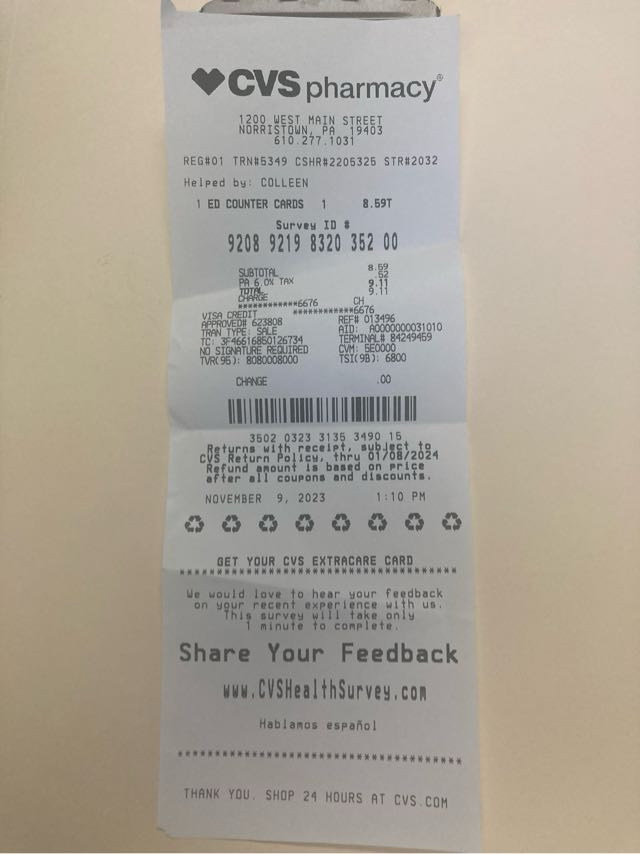 CVS pharmacy®
1200 WEST MAIN STREET
NORRISTOWN, PA 19403
610.277.1031
REG#01 TRN#5349 CSHR#2205325 STR#2032
Helped by: COLLEEN
1 ED COUNTER CARDS 1 8.59T
Survey ID #
9208 9219 8320 352 00
SUBTOTAL 8.59
PA 6.0% TAX .52
TOTAL 9.11
CHARGE 9.11
************6676 CH
VISA CREDIT ************6676
APPROVED# 623808 REF# 013496
TRAN TYPE: SALE AID: A0000000031010
TC: 3F46616850126734 TERMINAL# 84249459
NO SIGNATURE REQUIRED CVM: 5E0000
TVR(95): 8080008000 TSI(9B): 6800
CHANGE .00
3502 0323 3135 3490 15
Returns with receipt, subject to
CVS Return Policy, thru 01/08/2024
Refund amount is based on price
after all coupons and discounts.
NOVEMBER 9, 2023 1:10 PM
GET YOUR CVS EXTRACARE CARD
****************************************
We would love to hear your feedback
on your recent experience with us.
This survey will take only
1 minute to complete.
Share Your Feedback
www.CVSHealthSurvey.com
Hablamos español
****************************************
THANK YOU. SHOP 24 HOURS AT CVS.COM